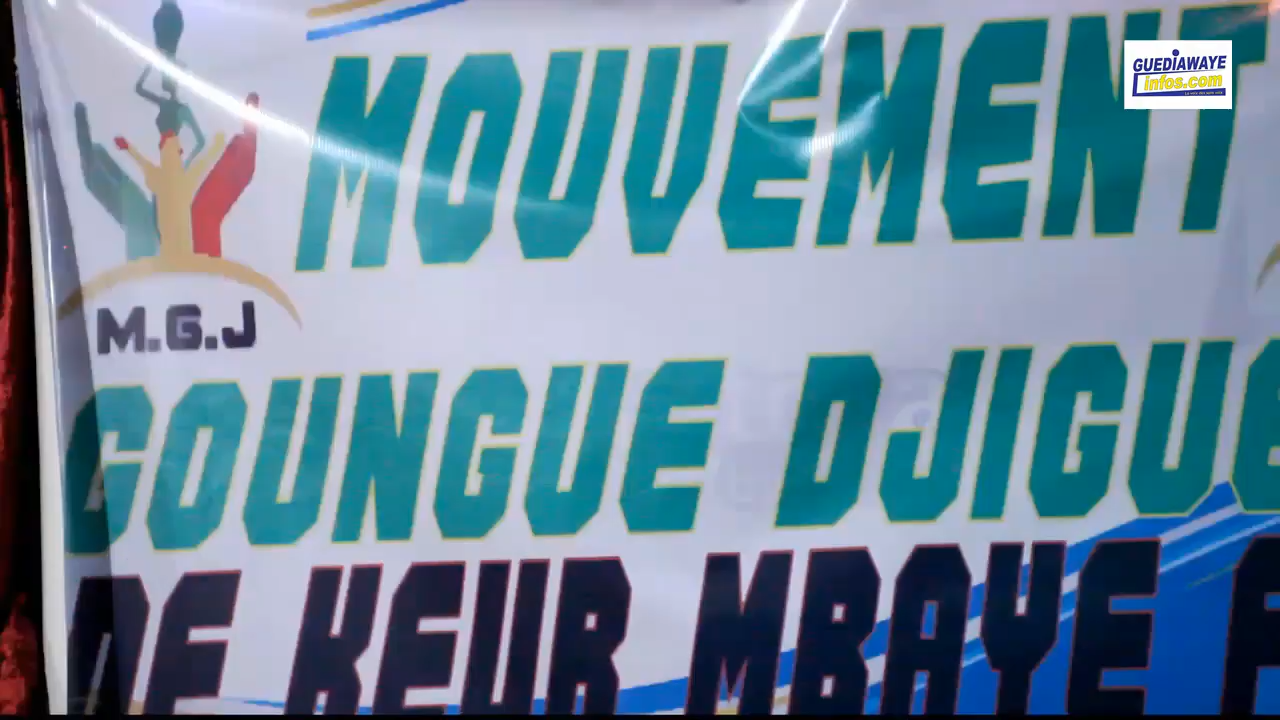 MOUVEMENT
GUEDIAWAYE
infos.com
M.G.J
GOUNGUE DJIGUE
DE KEUR MBAYE F